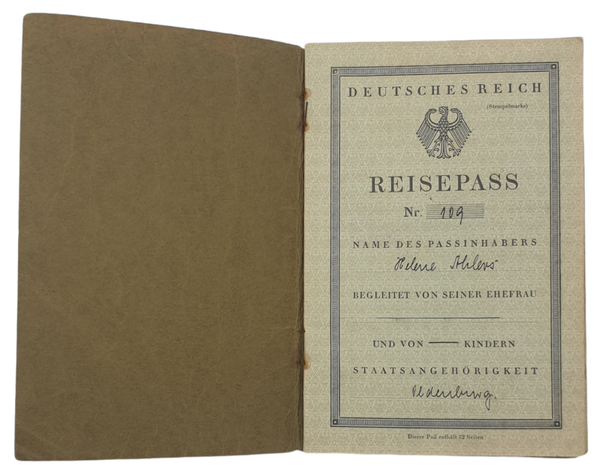 DEUTSCHES REICH
(Stempelmarke)
REISEPASS
Nr. 109
NAME DES PASSINHABERS
Helene Ahlers
BEGLEITET VON SEINER EHEFRAU
UND VON — KINDERN
STAATSANGEHÖRIGKEIT
Oldenburg.
Dieser Paß enthält 32 Seiten